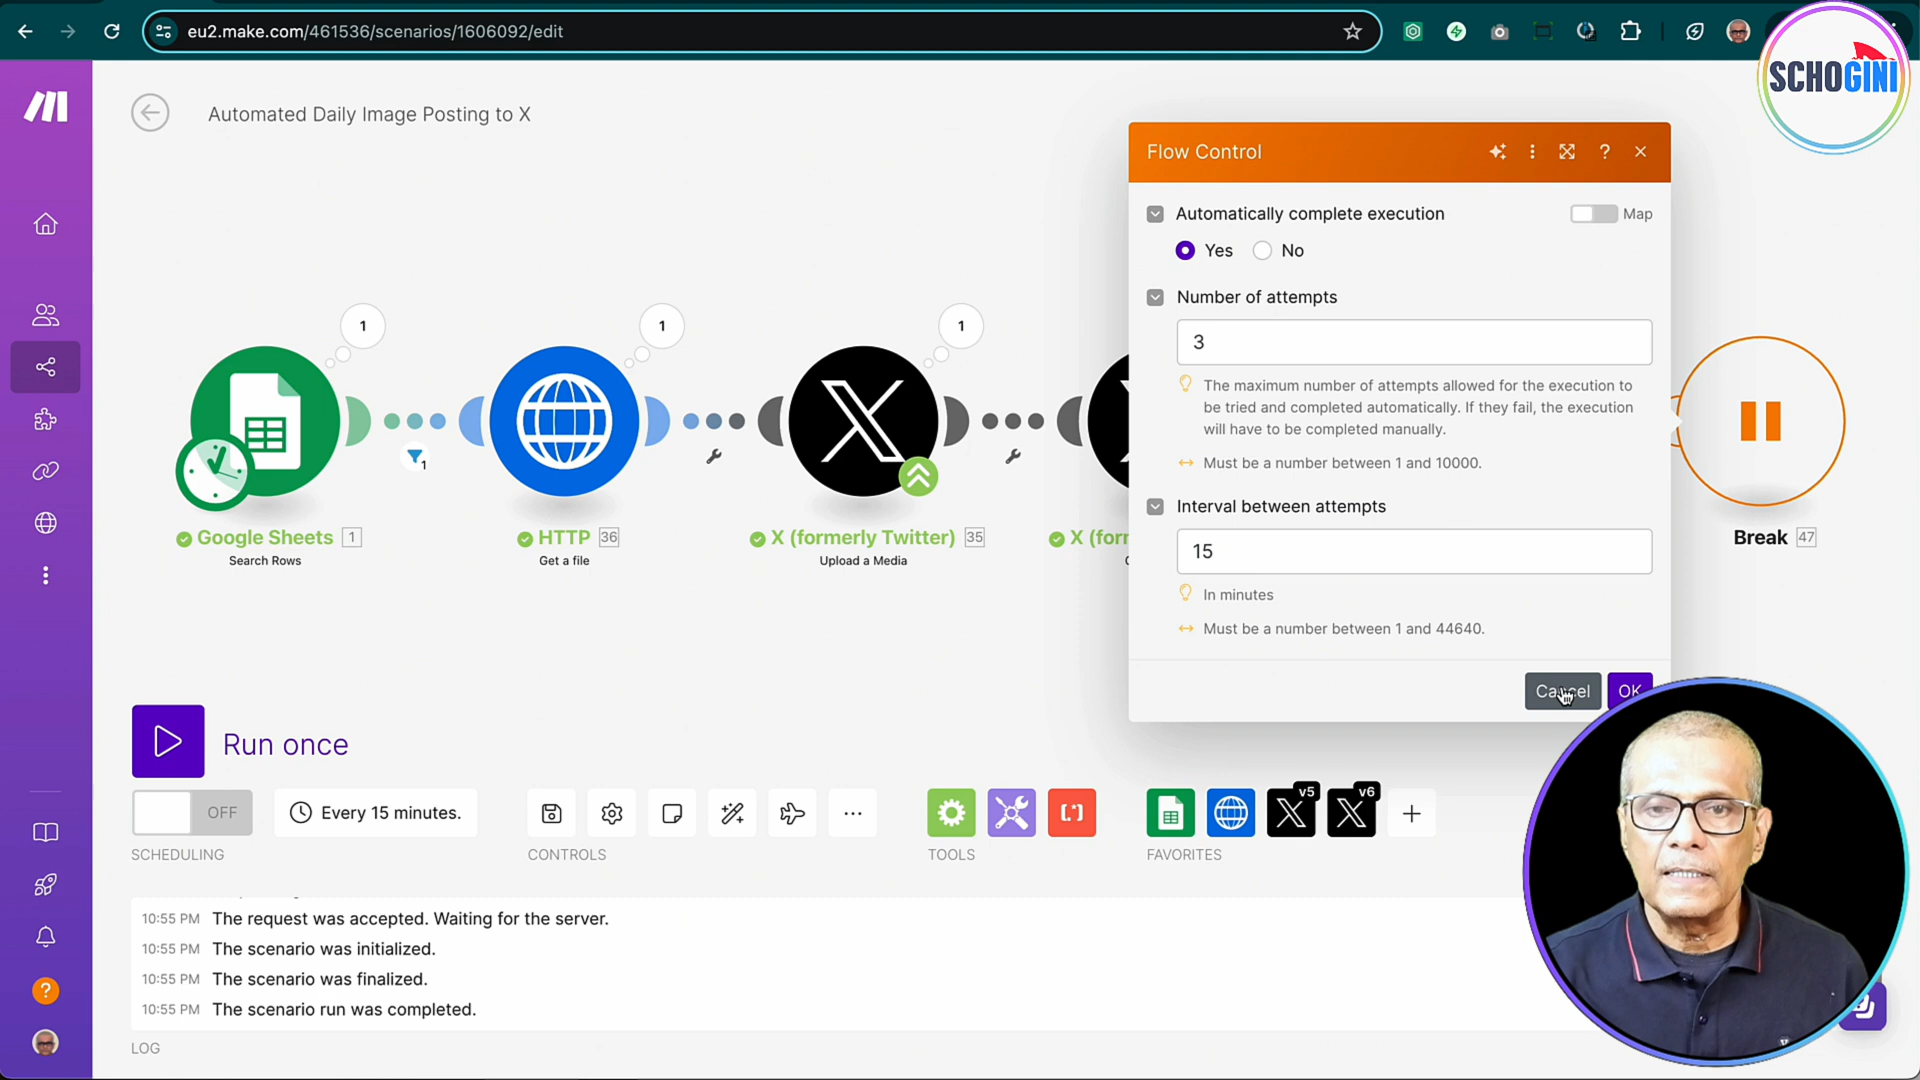 eu2.make.com/461536/scenarios/1606092/edit
SCHOGINI
Automated Daily Image Posting to X
Flow Control
?
Automatically complete execution
Map
Yes
No
Number of attempts
3
The maximum number of attempts allowed for the execution to
be tried and completed automatically. If they fail, the execution
will have to be completed manually.
Must be a number between 1 and 10000.
Interval between attempts
15
In minutes
Must be a number between 1 and 44640.
Cancel
OK
1
1
1
1
Google Sheets 1
Search Rows
HTTP 36
Get a file
X (formerly Twitter) 35
Upload a Media
X (forn
Break 47
Run once
OFF
Every 15 minutes.
[.*]
v5
v6
SCHEDULING
CONTROLS
TOOLS
FAVORITES
10:55 PM The request was accepted. Waiting for the server.
10:55 PM The scenario was initialized.
10:55 PM The scenario was finalized.
10:55 PM The scenario run was completed.
LOG
?